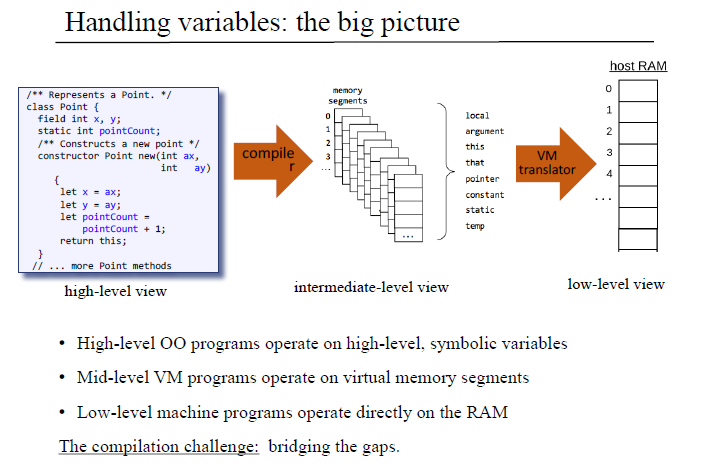 Handling variables: the big picture
/** Represents a Point. */
class Point {
field int x, y;
static int pointCount;
/** Constructs a new point */
constructor Point new(int ax,
int ay)
{
let x = ax;
let y = ay;
let pointCount =
pointCount + 1;
return this;
}
// ... more Point methods
high-level view
compile
r
memory
segments
0
1
2
3
...
...
local
argument
this
that
pointer
constant
static
temp
intermediate-level view
VM
translator
host RAM
0
1
2
3
4
...
low-level view
• High-level OO programs operate on high-level, symbolic variables
• Mid-level VM programs operate on virtual memory segments
• Low-level machine programs operate directly on the RAM
The compilation challenge: bridging the gaps.